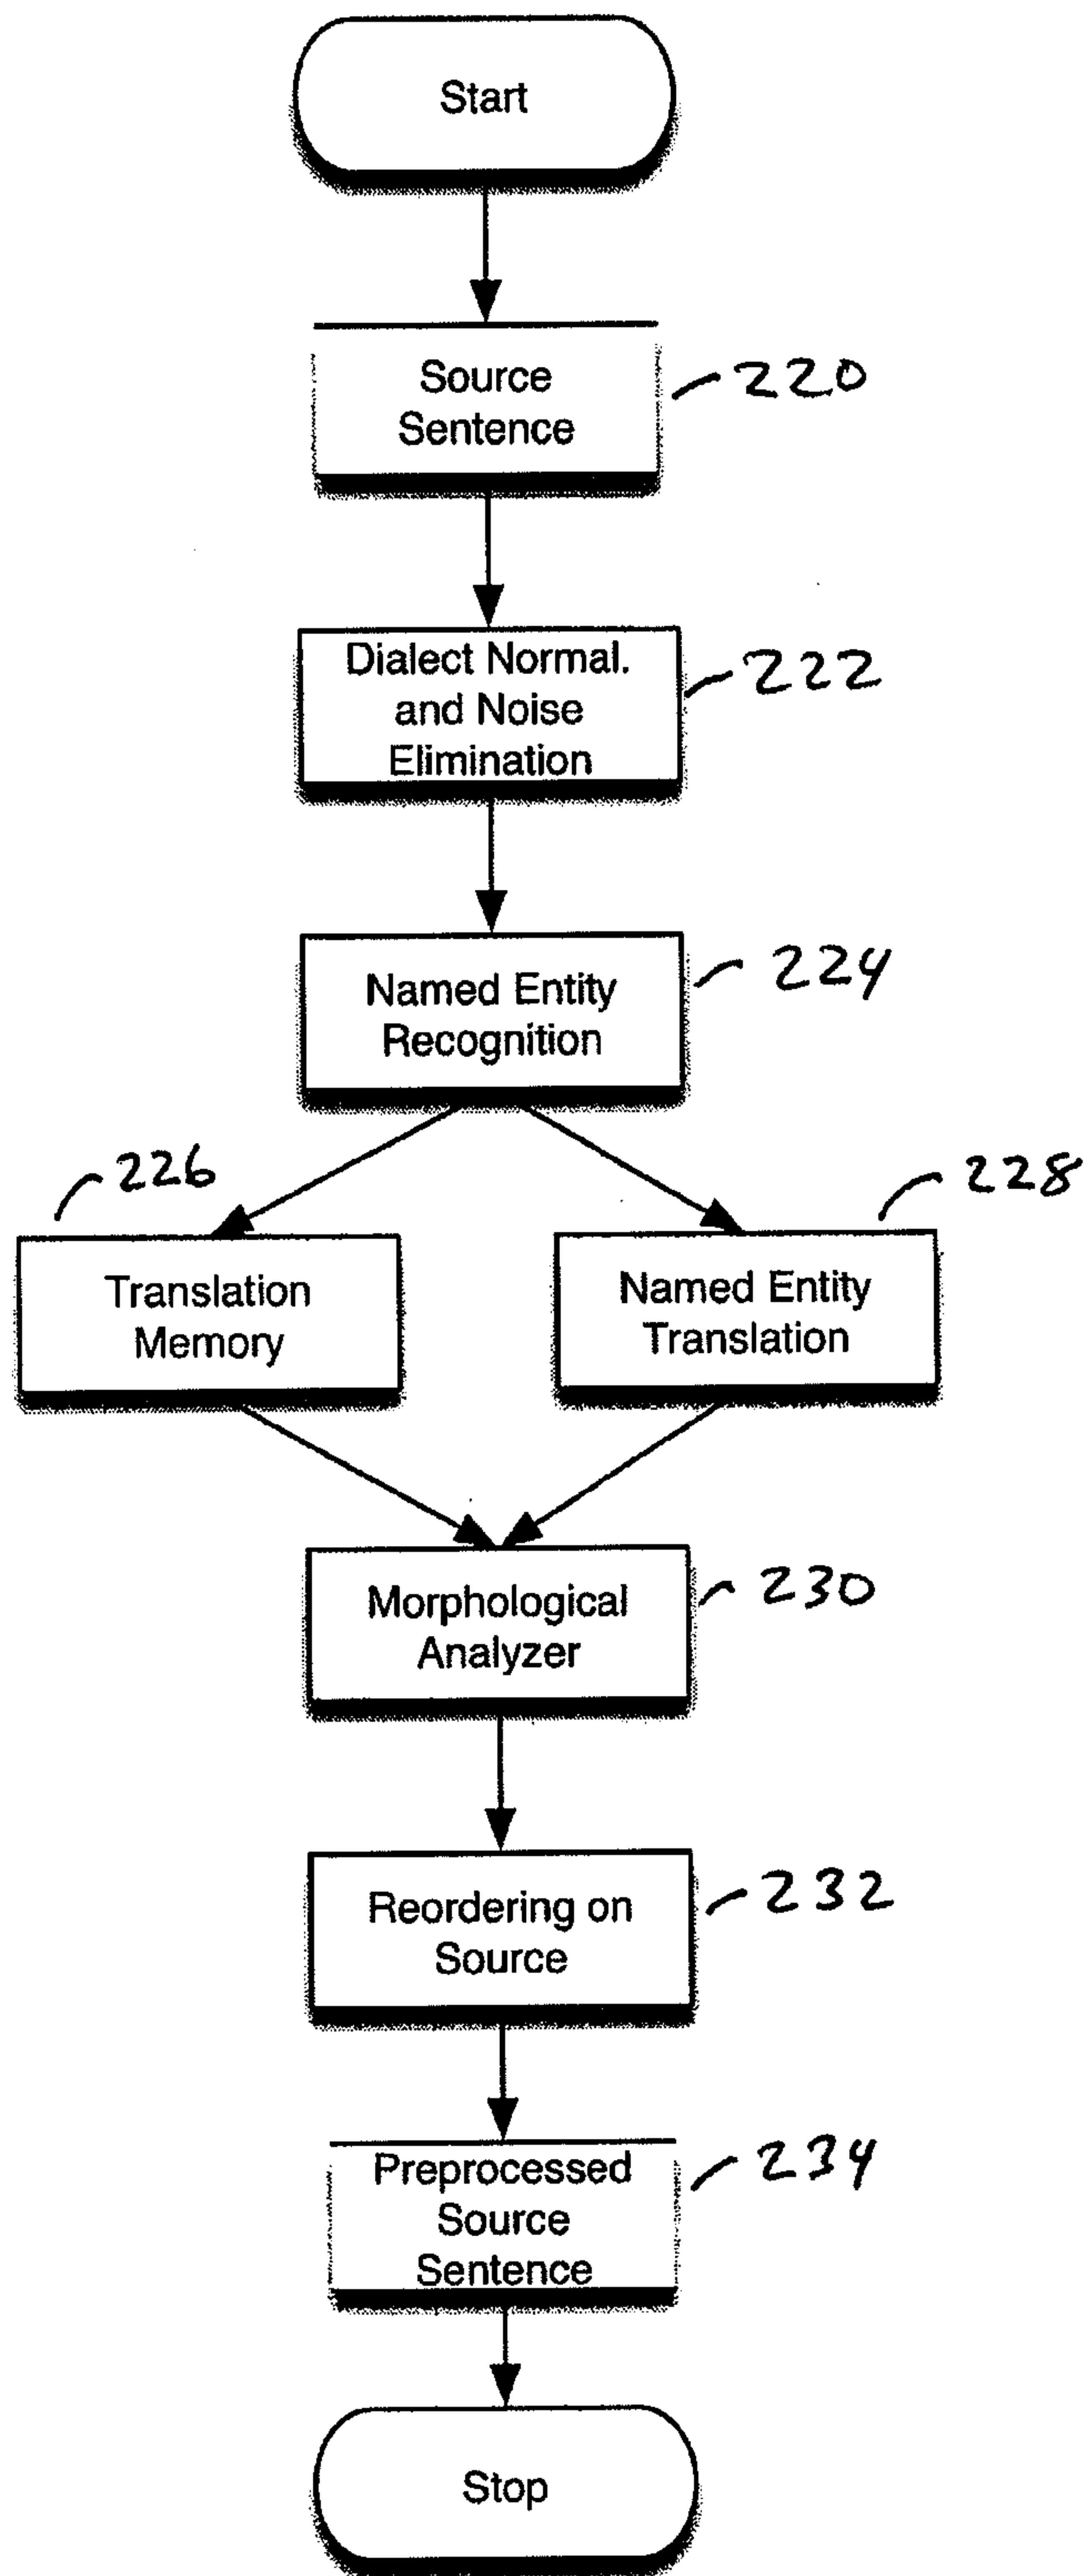 Start
Source
Sentence
220
Dialect Normal.
and Noise
Elimination
222
Named Entity
Recognition
224
226
228
Translation
Memory
Named Entity
Translation
Morphological
Analyzer
230
Reordering on
Source
232
Preprocessed
Source
Sentence
234
Stop